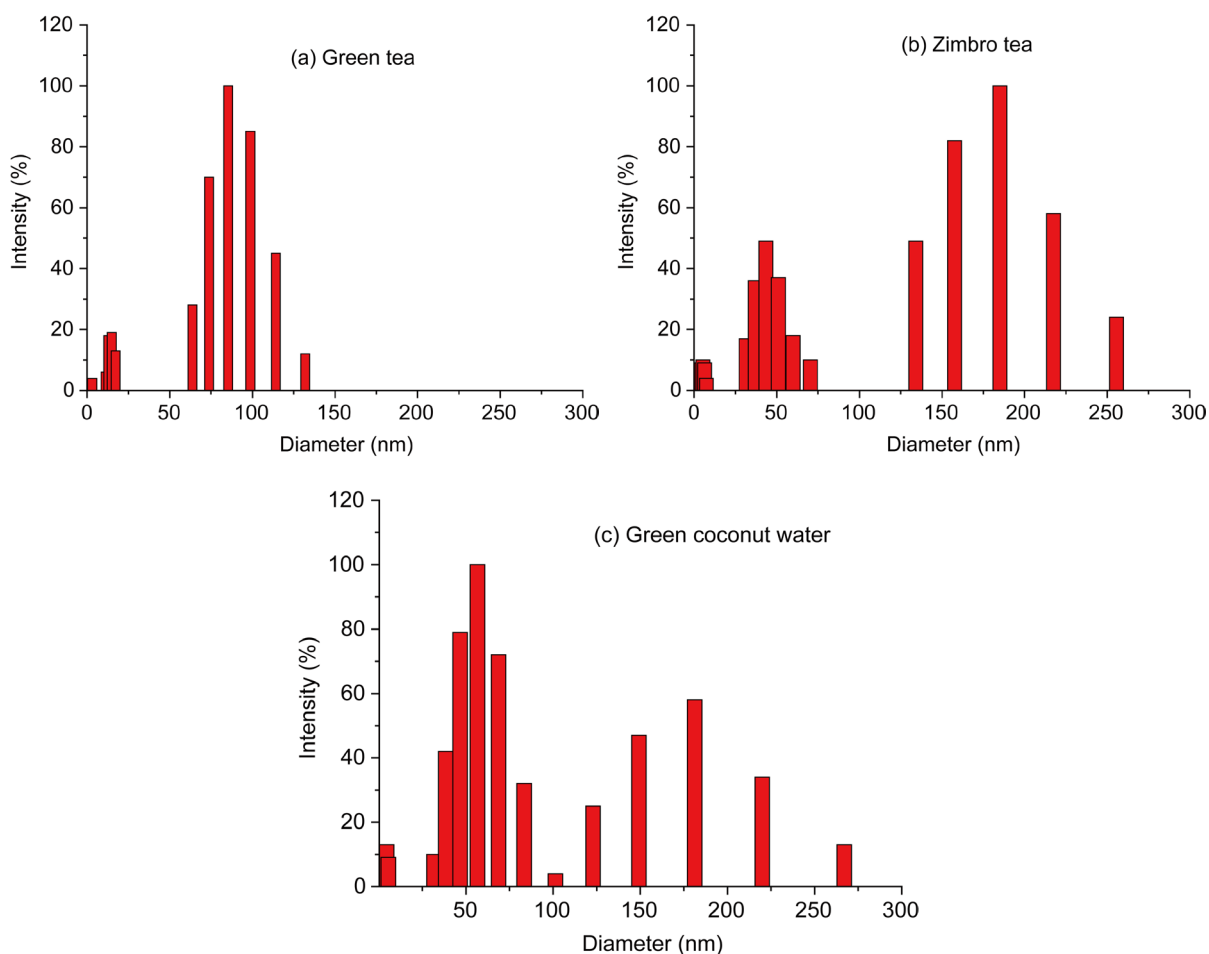 (a) Green tea
120
100
80
60
40
20
0
Intensity (%)
0 50 100 150 200 250 300
Diameter (nm)
(b) Zimbro tea
120
100
80
60
40
20
0
Intensity (%)
0 50 100 150 200 250 300
Diameter (nm)
(c) Green coconut water
120
100
80
60
40
20
0
Intensity (%)
50 100 150 200 250 300
Diameter (nm)